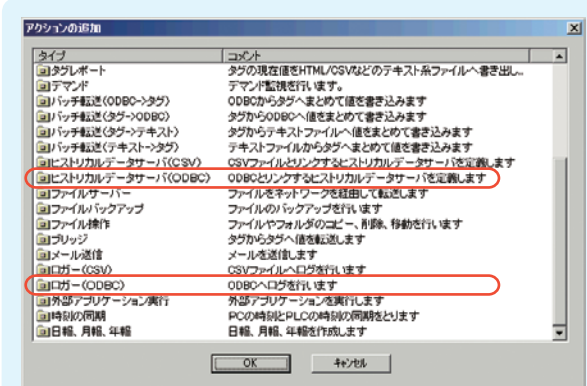 アクションの追加
タイプ コメント
タグレポート タグの現在値をHTML/CSVなどのテキスト系ファイルへ書き出し...
デマンド デマンド監視を行います。
バッチ転送(ODBC->タグ) ODBCからタグへまとめて値を書き込みます
バッチ転送(タグ->ODBC) タグからODBCへ値をまとめて書き込みます
バッチ転送(タグ->テキスト) タグからテキストファイルへ値をまとめて書き込みます
バッチ転送(テキスト->タグ) テキストファイルからタグへまとめて値を書き込みます
ヒストリカルデータサーバ(CSV) CSVファイルとリンクするヒストリカルデータサーバを定義します
ヒストリカルデータサーバ(ODBC) ODBCとリンクするヒストリカルデータサーバを定義します
ファイルサーバー ファイルをネットワークを経由して転送します
ファイルバックアップ ファイルのバックアップを行います
ファイル操作 ファイルやフォルダのコピー、削除、移動を行います
ブリッジ タグからタグへ値を転送します
メール送信 メールを送信します
ロガー(CSV) CSVファイルへログを行います
ロガー(ODBC) ODBCへログを行います
外部アプリケーション実行 外部アプリケーションを実行します
時刻の同期 PCの時刻とPLCの時刻の同期をとります
日報、月報、年報 日報、月報、年報を作成します
OK キャンセル